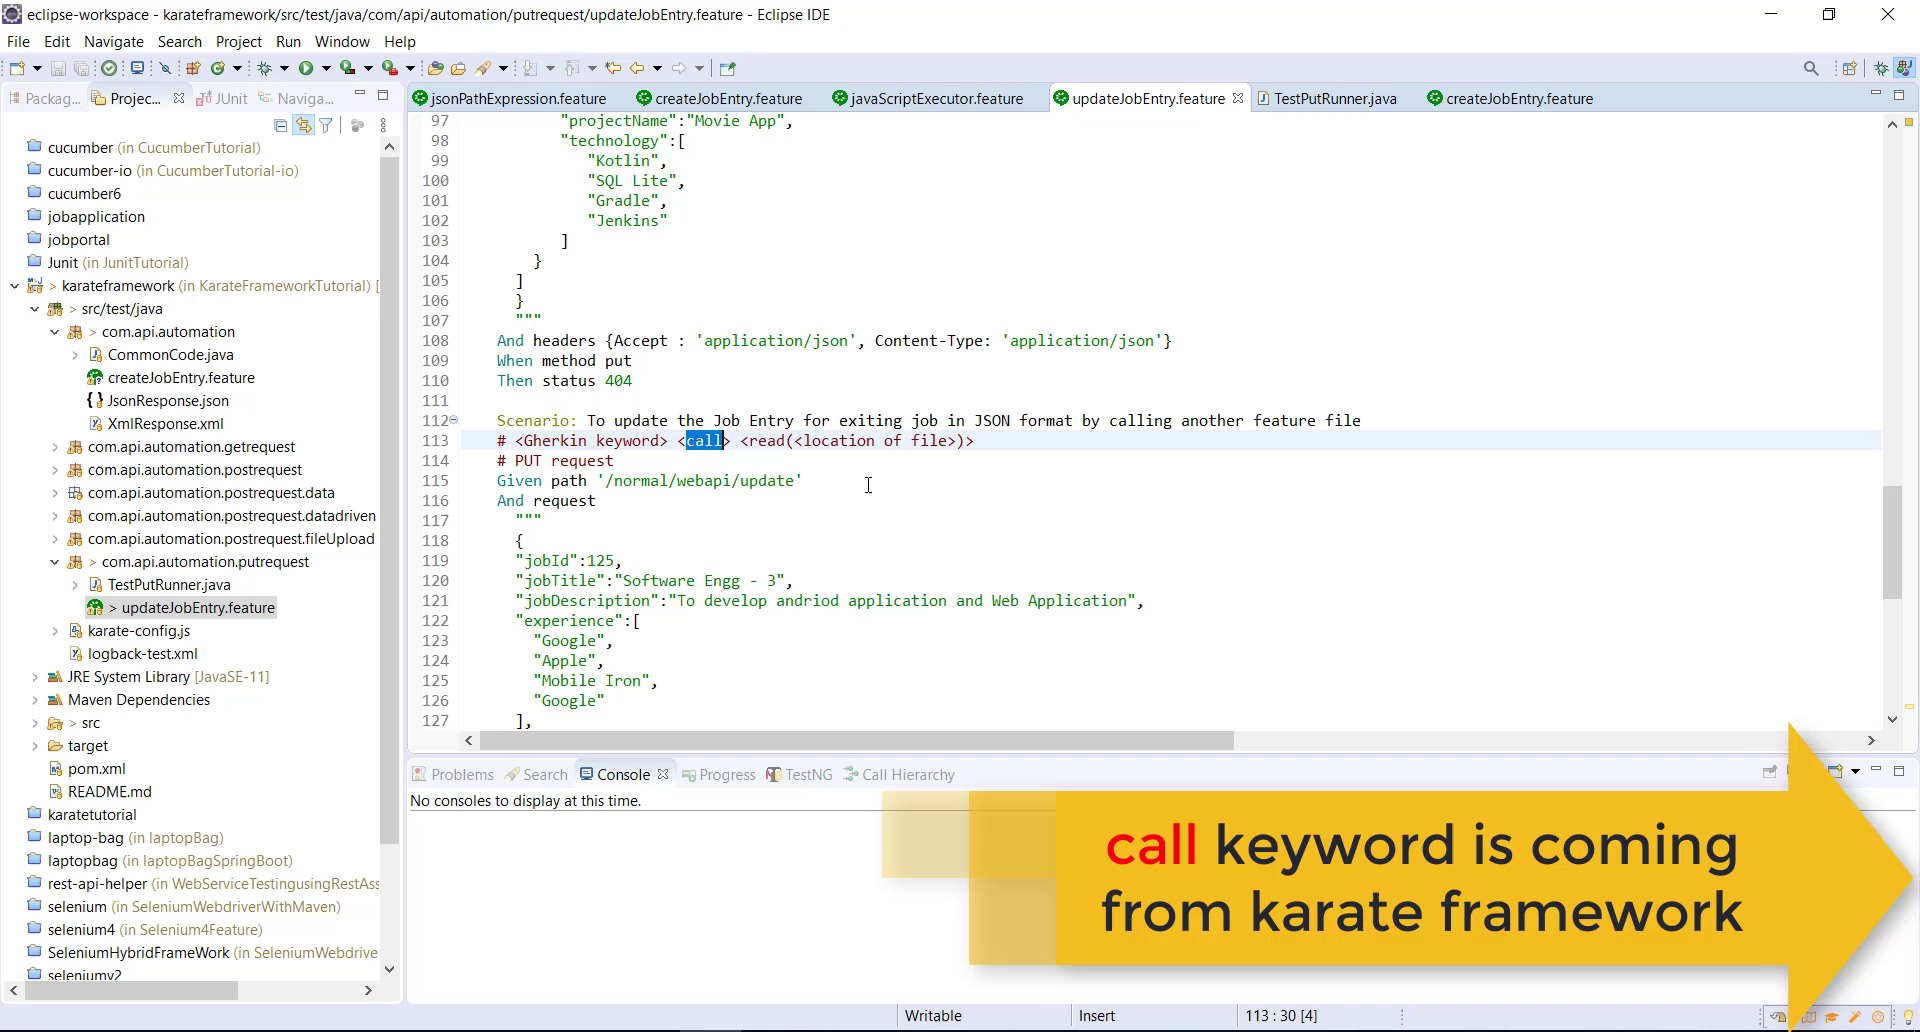 eclipse-workspace - karateframework/src/test/java/com/api/automation/putrequest/updateJobEntry.feature - Eclipse IDE
File Edit Navigate Search Project Run Window Help
Packag... Projec... JUnit Naviga...
jsonPathExpression.feature createJobEntry.feature javaScriptExecutor.feature updateJobEntry.feature TestPutRunner.java createJobEntry.feature
cucumber (in CucumberTutorial)
cucumber-io (in CucumberTutorial-io)
cucumber6
jobapplication
jobportal
Junit (in JunitTutorial)
> karateframework (in KarateFrameworkTutorial) [
> src/test/java
> com.api.automation
CommonCode.java
createJobEntry.feature
JsonResponse.json
XmlResponse.xml
com.api.automation.getrequest
com.api.automation.postrequest
com.api.automation.postrequest.data
com.api.automation.postrequest.datadriven
com.api.automation.postrequest.fileUpload
> com.api.automation.putrequest
TestPutRunner.java
> updateJobEntry.feature
karate-config.js
logback-test.xml
JRE System Library [JavaSE-11]
Maven Dependencies
> src
target
pom.xml
README.md
karatetutorial
laptop-bag (in laptopBag)
laptopbag (in laptopBagSpringBoot)
rest-api-helper (in WebServiceTestingusingRestAss
selenium (in SeleniumWebdriverWithMaven)
selenium4 (in Selenium4Feature)
SeleniumHybridFrameWork (in SeleniumWebdrive
seleniumv2
97 "projectName":"Movie App",
98 "technology":[
99 "Kotlin",
100 "SQL Lite",
101 "Gradle",
102 "Jenkins"
103 ]
104 }
105 ]
106 }
107 """
108 And headers {Accept : 'application/json', Content-Type: 'application/json'}
109 When method put
110 Then status 404
111
112 Scenario: To update the Job Entry for exiting job in JSON format by calling another feature file
113 # <Gherkin keyword> <call> <read(<location of file>)>
114 # PUT request
115 Given path '/normal/webapi/update'
116 And request
117 """
118 {
119 "jobId":125,
120 "jobTitle":"Software Engg - 3",
121 "jobDescription":"To develop andriod application and Web Application",
122 "experience":[
123 "Google",
124 "Apple",
125 "Mobile Iron",
126 "Google"
127 ],
Problems Search Console Progress TestNG Call Hierarchy
No consoles to display at this time.
call keyword is coming
from karate framework
Writable Insert 113 : 30 [4]